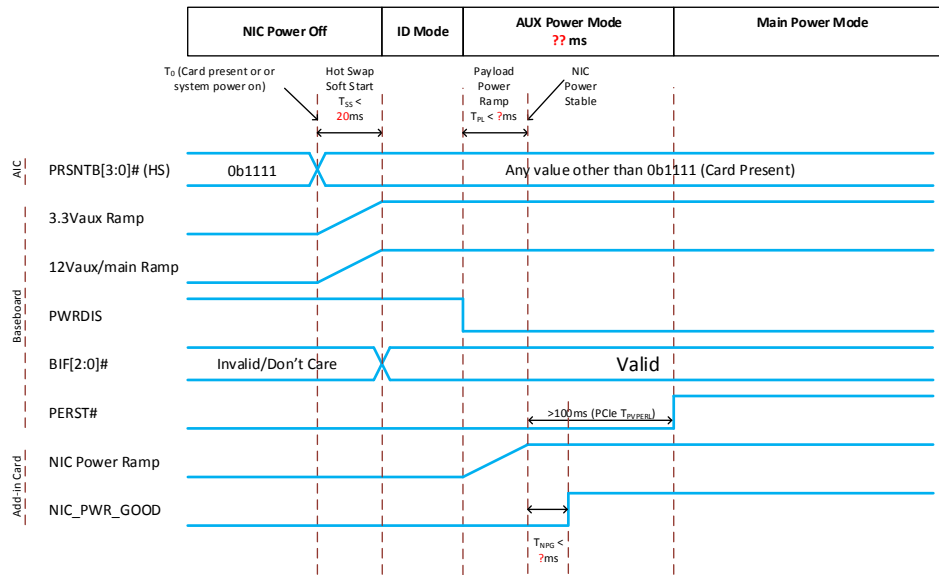 NIC Power Off
ID Mode
AUX Power Mode
?? ms
Main Power Mode
T0 (Card present or or
system power on)
Hot Swap
Soft Start
TSS <
20ms
Payload
Power
Ramp
TPL < ?ms
NIC
Power
Stable
AIC
PRSNTB[3:0]# (HS)
0b1111
Any value other than 0b1111 (Card Present)
3.3Vaux Ramp
12Vaux/main Ramp
Baseboard
PWRDIS
BIF[2:0]#
Invalid/Don't Care
Valid
PERST#
>100ms (PCIe TPVPERL)
Add-in Card
NIC Power Ramp
NIC_PWR_GOOD
TNPG <
?ms